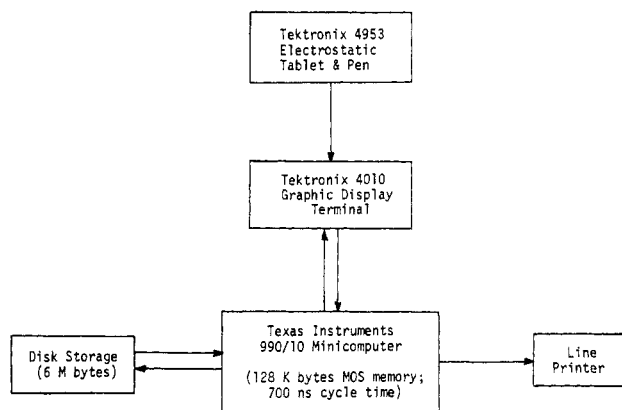 Tektronix 4953
Electrostatic
Tablet & Pen
Tektronix 4010
Graphic Display
Terminal
Texas Instruments
990/10 Minicomputer
(128 K bytes MOS memory;
700 ns cycle time)
Disk Storage
(6 M bytes)
Line
Printer